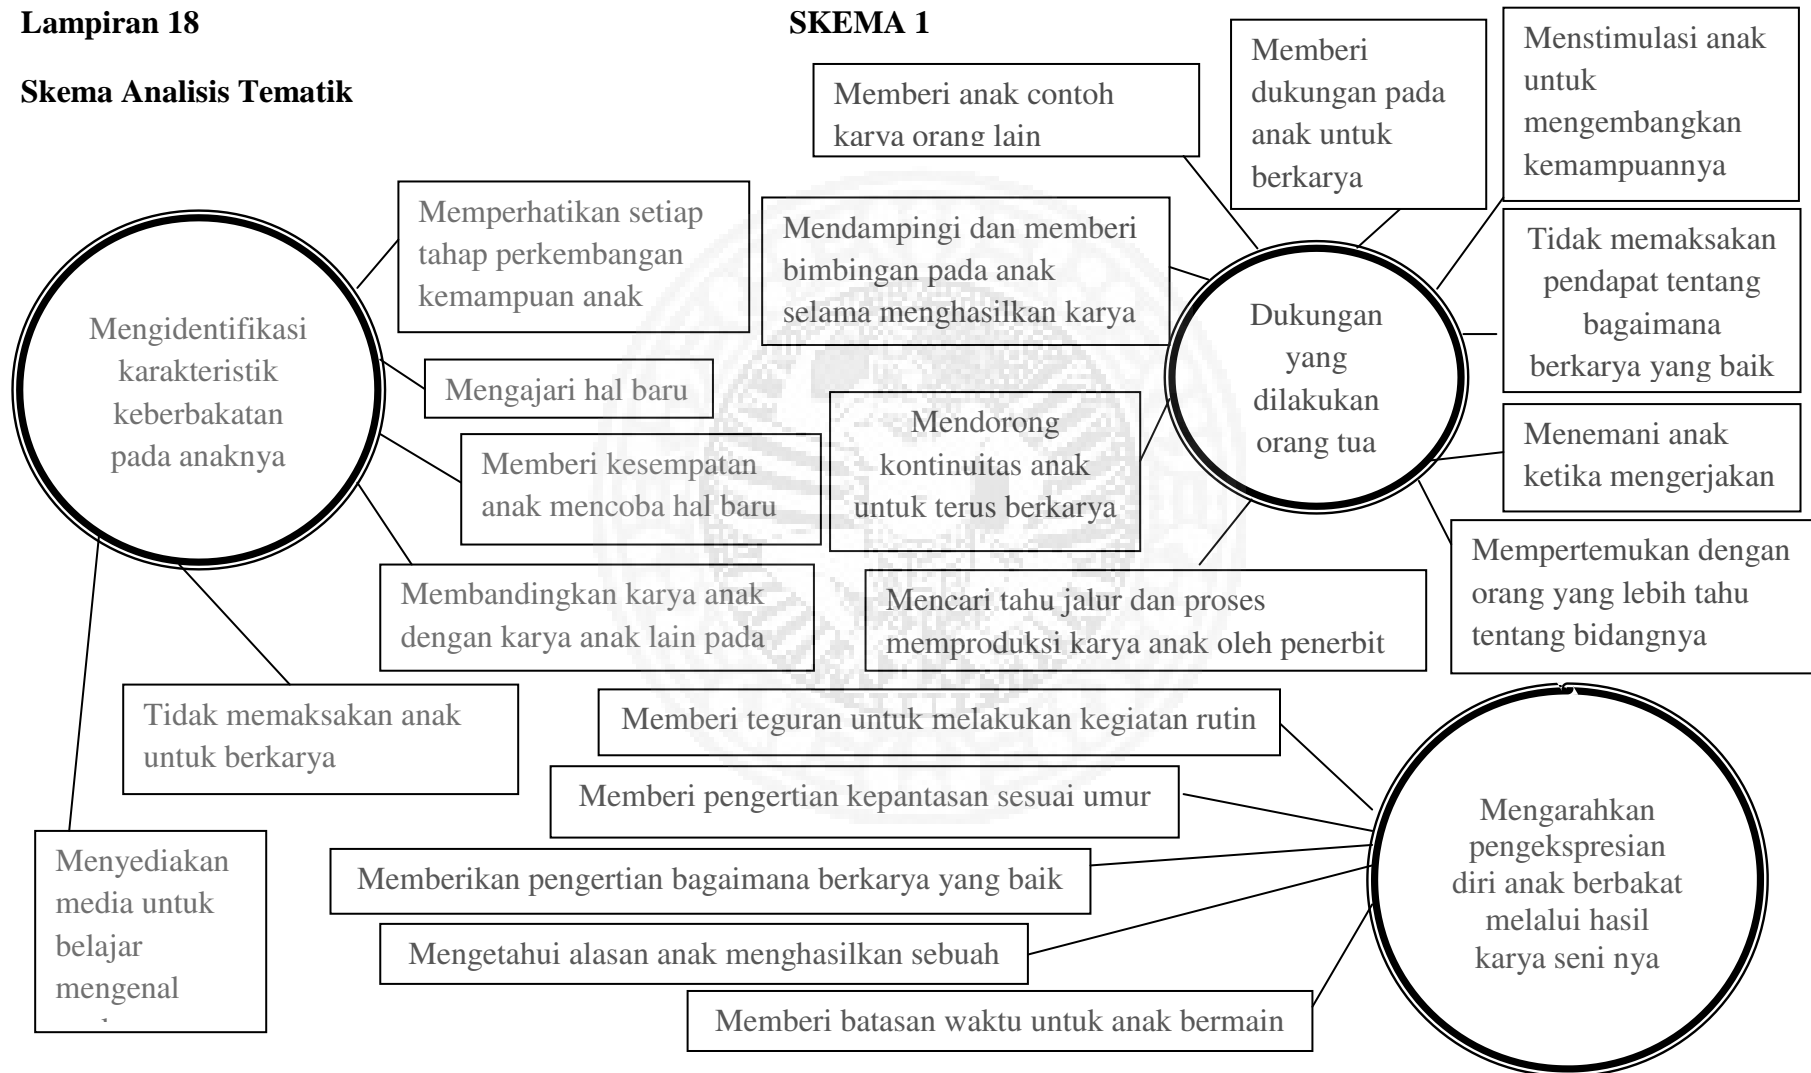 Lampiran 18
SKEMA 1
Skema Analisis Tematik
Mengidentifikasi
karakteristik
keberbakatan
pada anaknya
Memperhatikan setiap
tahap perkembangan
kemampuan anak
Mengajari hal baru
Memberi kesempatan
anak mencoba hal baru
Membandingkan karya anak
dengan karya anak lain pada
Tidak memaksakan anak
untuk berkarya
Menyediakan
media untuk
belajar
mengenal
Memberi anak contoh
karya orang lain
Memberi
dukungan pada
anak untuk
berkarya
Menstimulasi anak
untuk
mengembangkan
kemampuannya
Mendampingi dan memberi
bimbingan pada anak
selama menghasilkan karya
Dukungan
yang
dilakukan
orang tua
Tidak memaksakan
pendapat tentang
bagaimana
berkarya yang baik
Mendorong
kontinuitas anak
untuk terus berkarya
Menemani anak
ketika mengerjakan
Mencari tahu jalur dan proses
memproduksi karya anak oleh penerbit
Mempertemukan dengan
orang yang lebih tahu
tentang bidangnya
Memberi teguran untuk melakukan kegiatan rutin
Memberi pengertian kepantasan sesuai umur
Memberikan pengertian bagaimana berkarya yang baik
Mengetahui alasan anak menghasilkan sebuah
Memberi batasan waktu untuk anak bermain
Mengarahkan
pengekspresian
diri anak berbakat
melalui hasil
karya seni nya